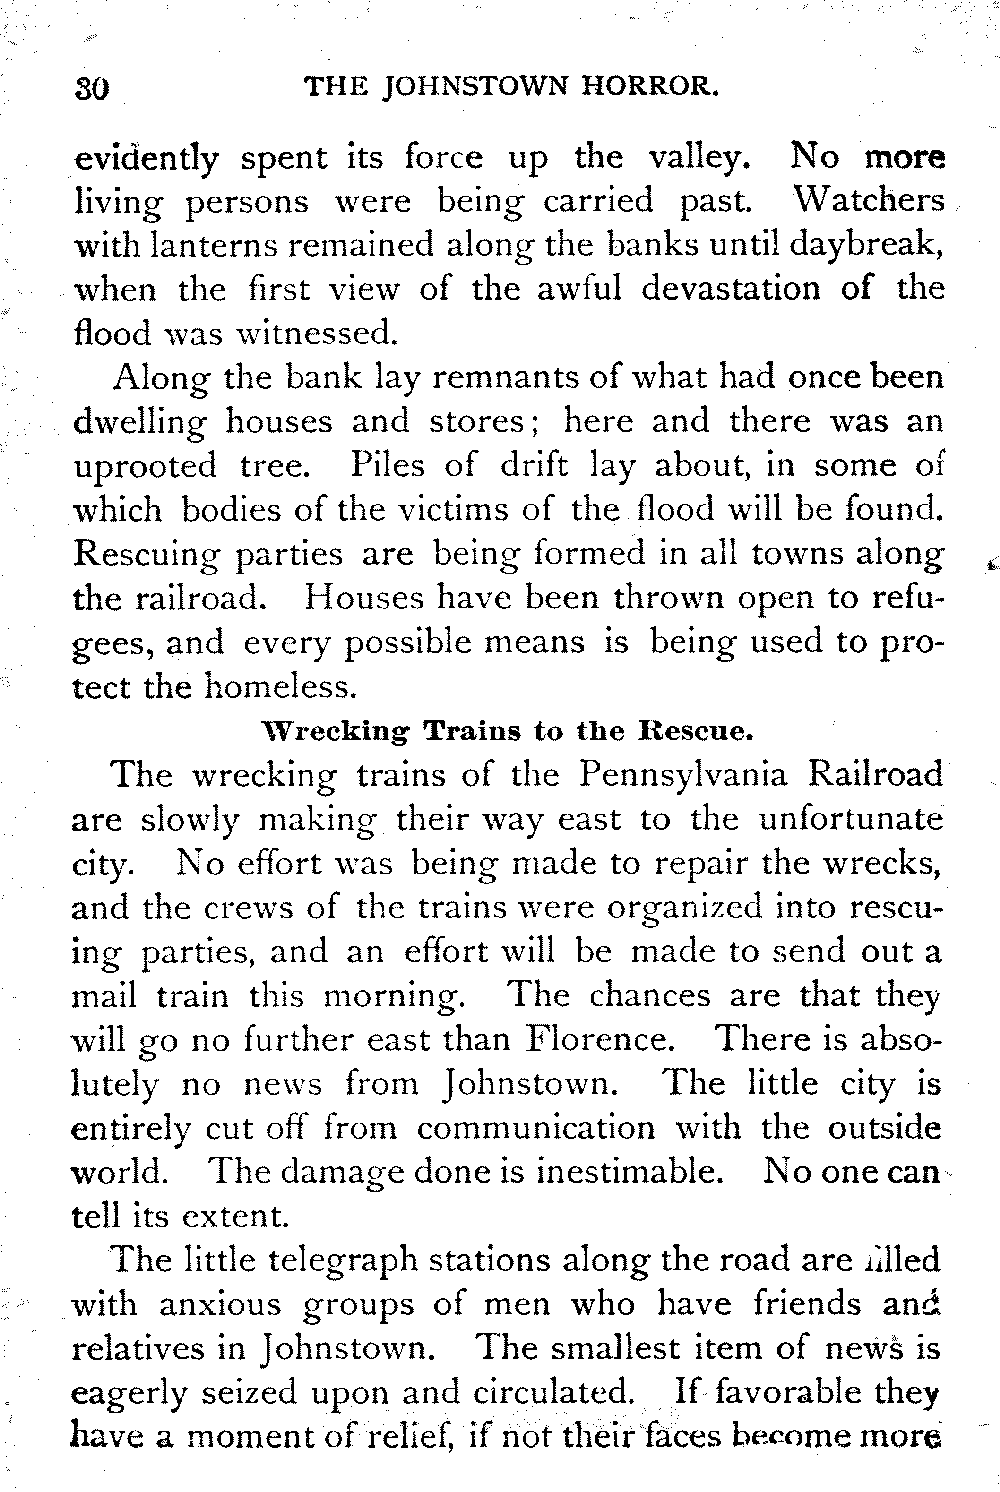 30 THE JOHNSTOWN HORROR.
evidently spent its force up the valley. No more
living persons were being carried past. Watchers
with lanterns remained along the banks until daybreak,
when the first view of the awful devastation of the
flood was witnessed.
Along the bank lay remnants of what had once been
dwelling houses and stores; here and there was an
uprooted tree. Piles of drift lay about, in some of
which bodies of the victims of the flood will be found.
Rescuing parties are being formed in all towns along
the railroad. Houses have been thrown open to refu-
gees, and every possible means is being used to pro-
tect the homeless.
Wrecking Trains to the Rescue.
The wrecking trains of the Pennsylvania Railroad
are slowly making their way east to the unfortunate
city. No effort was being made to repair the wrecks,
and the crews of the trains were organized into rescu-
ing parties, and an effort will be made to send out a
mail train this morning. The chances are that they
will go no further east than Florence. There is abso-
lutely no news from Johnstown. The little city is
entirely cut off from communication with the outside
world. The damage done is inestimable. No one can
tell its extent.
The little telegraph stations along the road are filled
with anxious groups of men who have friends and
relatives in Johnstown. The smallest item of news is
eagerly seized upon and circulated. If favorable they
have a moment of relief, if not their faces become more